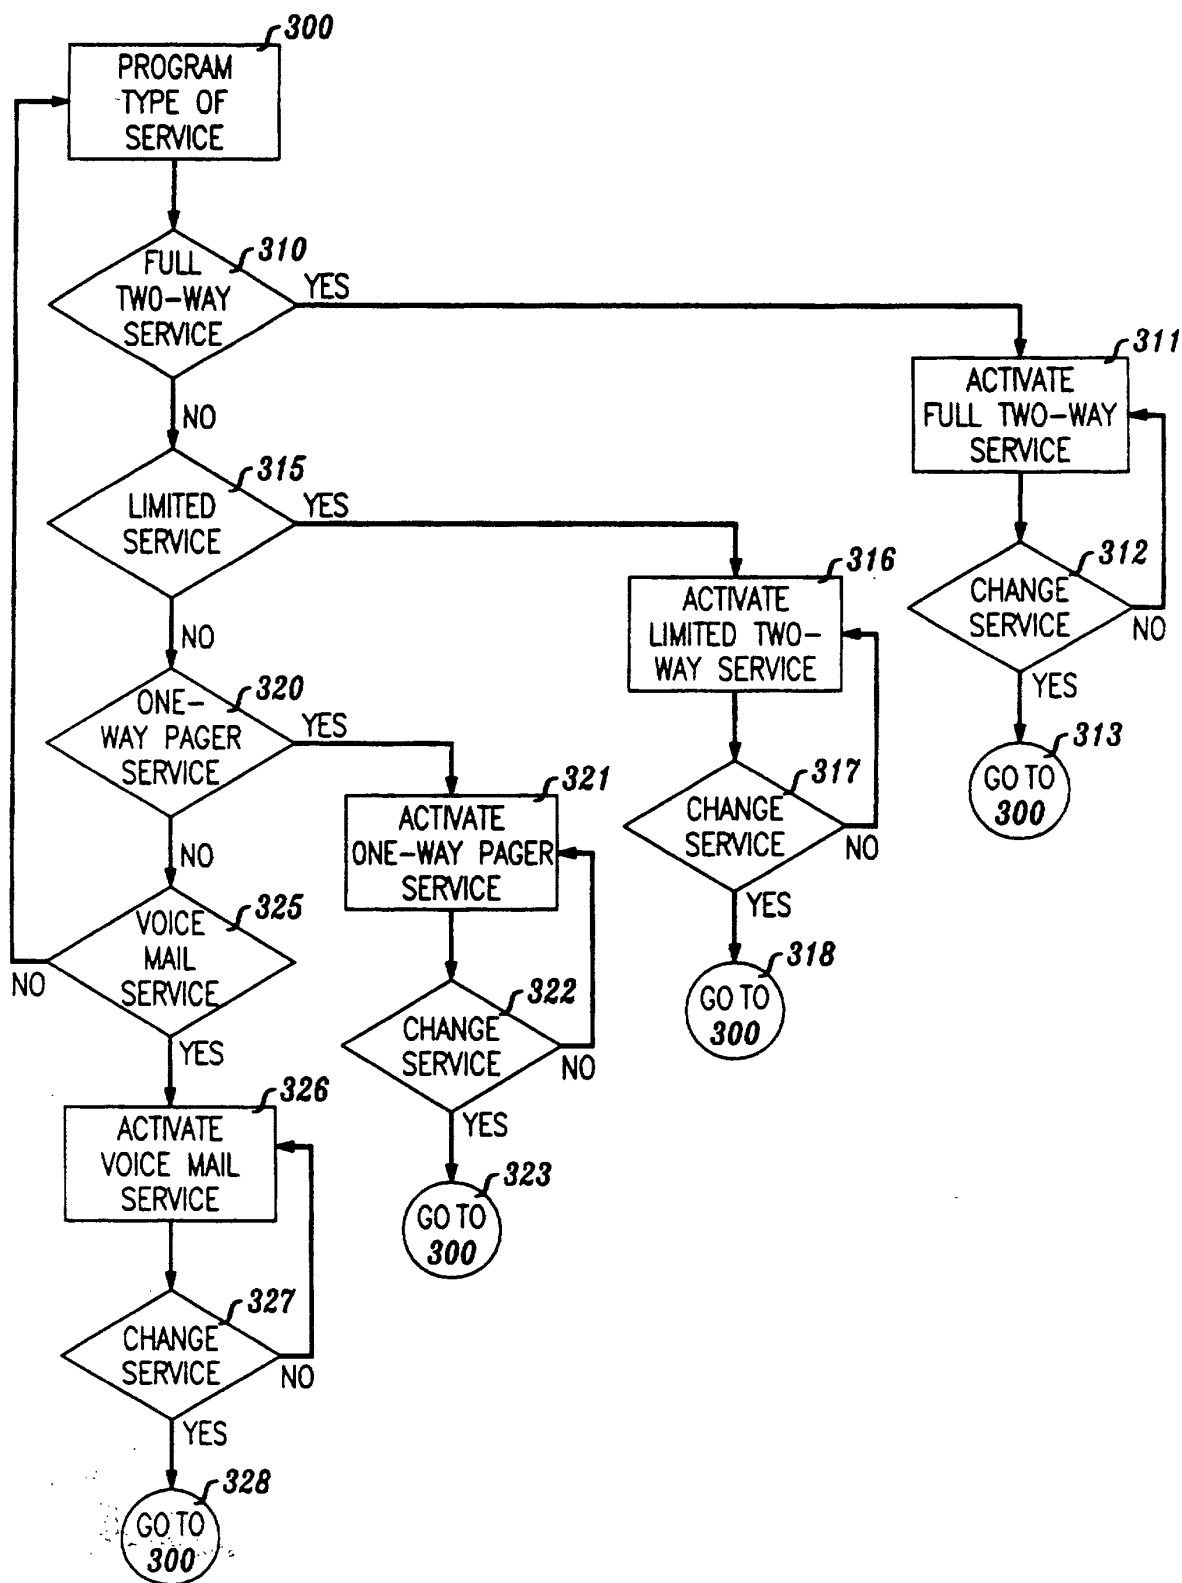 300
PROGRAM
TYPE OF
SERVICE
310
FULL
TWO-WAY
SERVICE
YES
NO
311
ACTIVATE
FULL TWO-WAY
SERVICE
312
CHANGE
SERVICE
NO
YES
313
GO TO
300
315
LIMITED
SERVICE
YES
NO
316
ACTIVATE
LIMITED TWO-
WAY SERVICE
317
CHANGE
SERVICE
NO
YES
318
GO TO
300
320
ONE-
WAY PAGER
SERVICE
YES
NO
321
ACTIVATE
ONE-WAY PAGER
SERVICE
322
CHANGE
SERVICE
NO
YES
323
GO TO
300
325
VOICE
MAIL
SERVICE
NO
YES
326
ACTIVATE
VOICE MAIL
SERVICE
327
CHANGE
SERVICE
NO
YES
328
GO TO
300